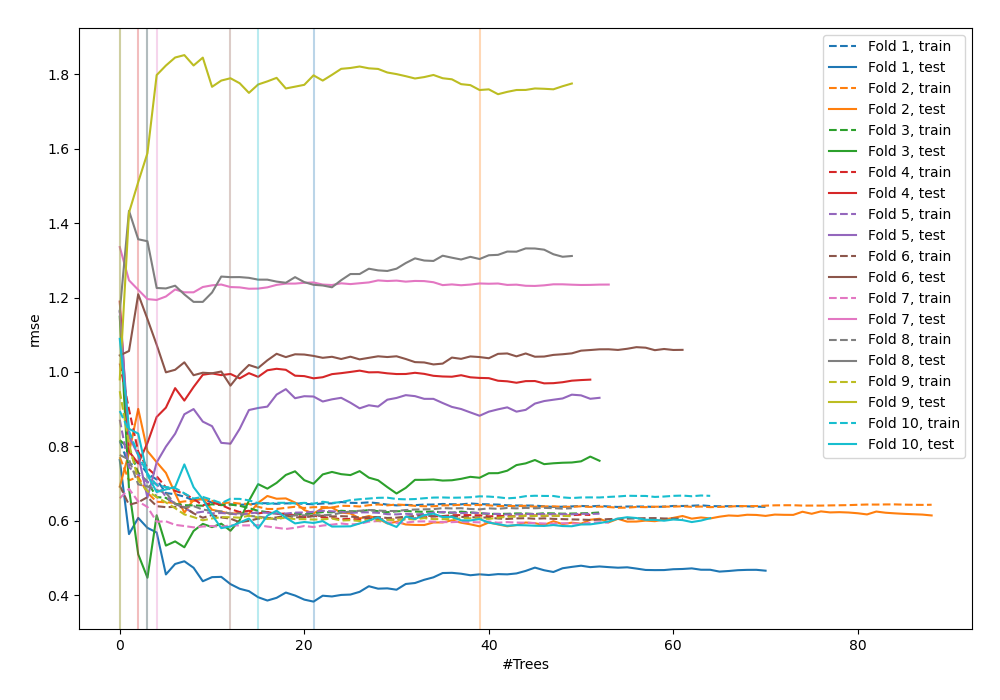 1.8
1.6
1.4
1.2
1.0
0.8
0.6
0.4
rmse
0
20
40
60
80
#Trees
Fold 1, train
Fold 1, test
Fold 2, train
Fold 2, test
Fold 3, train
Fold 3, test
Fold 4, train
Fold 4, test
Fold 5, train
Fold 5, test
Fold 6, train
Fold 6, test
Fold 7, train
Fold 7, test
Fold 8, train
Fold 8, test
Fold 9, train
Fold 9, test
Fold 10, train
Fold 10, test